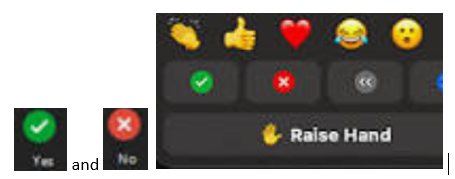 Raise Hand
Yes and No